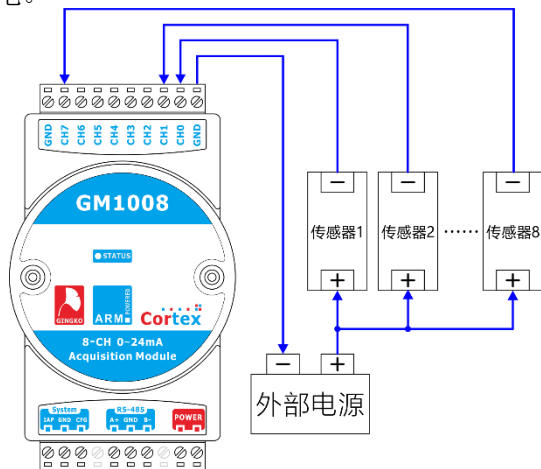 GND CH7 CH6 CH5 CH4 CH3 CH2 CH1 CH0 GND
GM1008
STATUS
GINGKO
ARM POWERED
Cortex
8-CH 0~24mA
Acquisition Module
System
IAP GND CFG
RS-485
A+ GND B-
POWER
−
传感器1
+
−
传感器2
+
……
−
传感器8
+
− +
外部电源